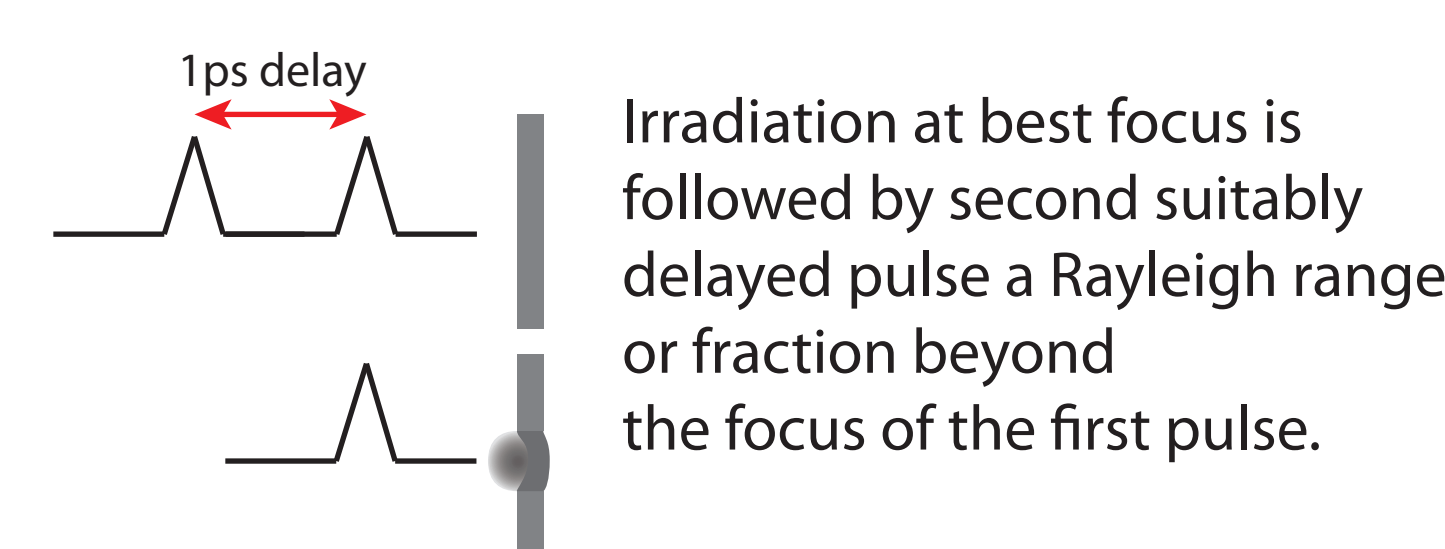 1ps delay
Irradiation at best focus is
followed by second suitably
delayed pulse a Rayleigh range
or fraction beyond
the focus of the first pulse.